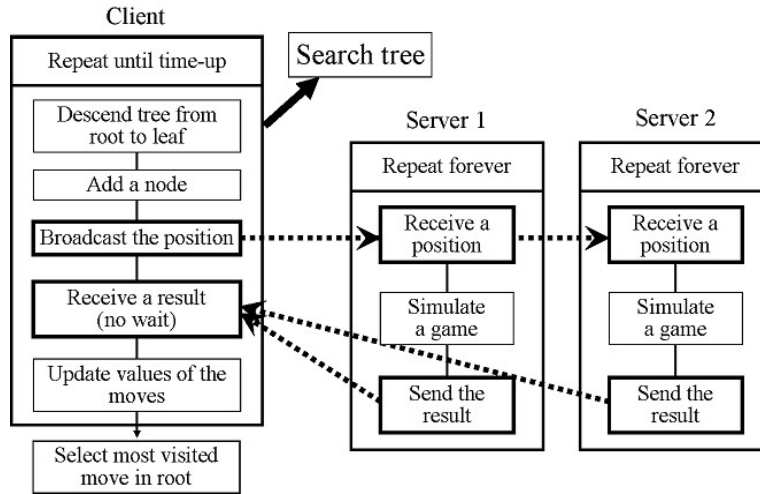 Client
Repeat until time-up
Search tree
Descend tree from
root to leaf
Add a node
Broadcast the position
Receive a result
(no wait)
Update values of the
moves
Select most visited
move in root
Server 1
Repeat forever
Receive a
position
Simulate
a game
Send the
result
Server 2
Repeat forever
Receive a
position
Simulate
a game
Send the
result